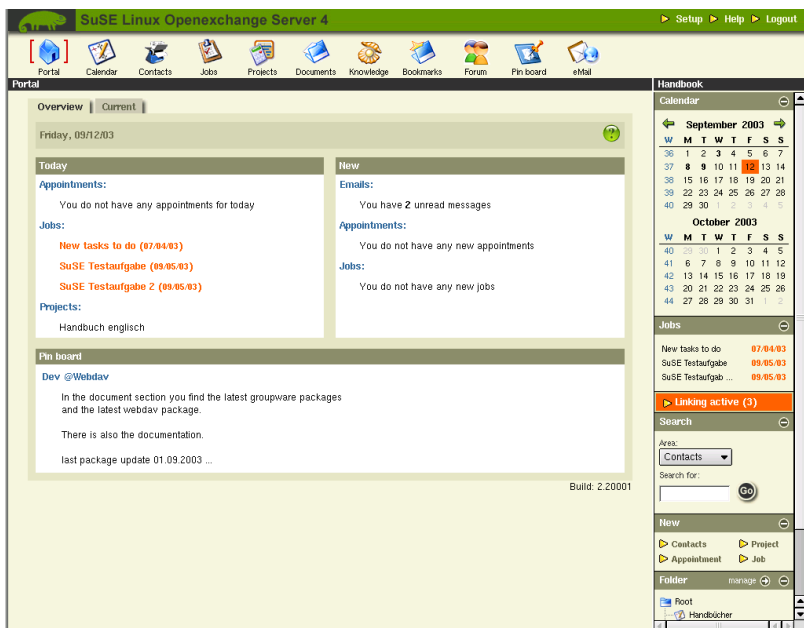 SuSE Linux Openexchange Server 4
Setup Help Logout
Portal Calendar Contacts Jobs Projects Documents Knowledge Bookmarks Forum Pin board eMail
Portal
Handbook
Overview Current
Friday, 09/12/03
Today
Appointments:
You do not have any appointments for today
Jobs:
New tasks to do (07/04/03)
SuSE Testaufgabe (09/05/03)
SuSE Testaufgabe 2 (09/05/03)
Projects:
Handbuch englisch
New
Emails:
You have 2 unread messages
Appointments:
You do not have any new appointments
Jobs:
You do not have any new jobs
Pin board
Dev @Webdav
In the document section you find the latest groupware packages
and the latest webdav package.
There is also the documentation.
last package update 01.09.2003 ...
Build: 2.20001
Calendar
September 2003
W M T W T F S S
36 1 2 3 4 5 6 7
37 8 9 10 11 12 13 14
38 15 16 17 18 19 20 21
39 22 23 24 25 26 27 28
40 29 30 1 2 3 4 5
October 2003
W M T W T F S S
40 29 30 1 2 3 4 5
41 6 7 8 9 10 11 12
42 13 14 15 16 17 18 19
43 20 21 22 23 24 25 26
44 27 28 29 30 31 1 2
Jobs
New tasks to do 07/04/03
SuSE Testaufgabe 09/05/03
SuSE Testaufgab ... 09/05/03
Linking active (3)
Search
Area:
Contacts
Search for:
Go
New
Contacts Project
Appointment Job
Folder manage
Root
Handbücher